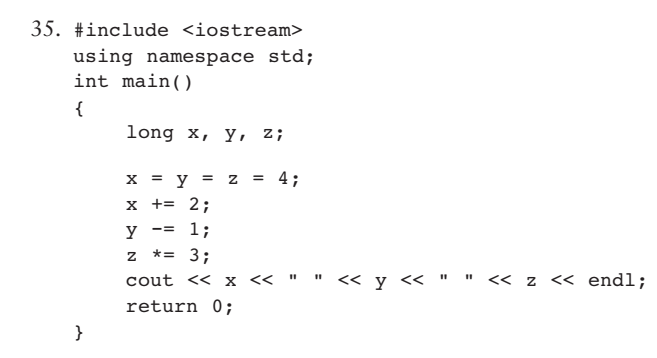 35. #include <iostream>
using namespace std;
int main()
{
long x, y, z;
x = y = z = 4;
x += 2;
y -= 1;
z *= 3;
cout << x << " " << y << " " << z << endl;
return 0;
}